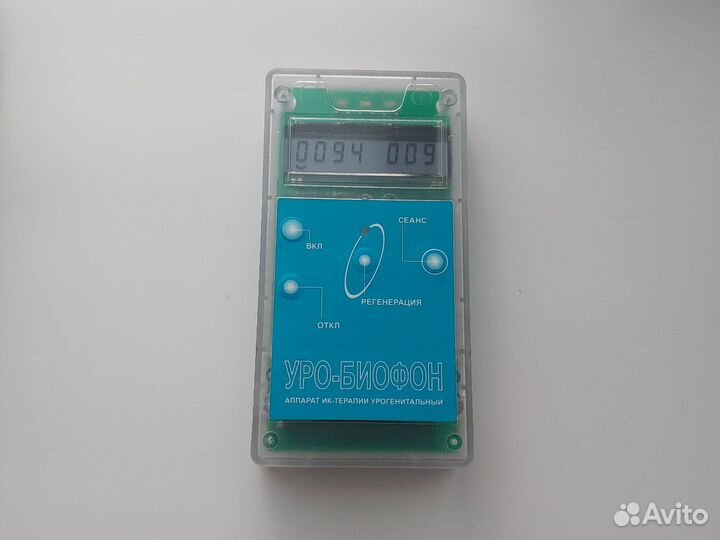 0094 009
СЕАНС
ВКЛ
РЕГЕНЕРАЦИЯ
ОТКЛ
УРО-БИОФОН
АППАРАТ ИК-ТЕРАПИИ УРОГЕНИТАЛЬНЫЙ
Avito